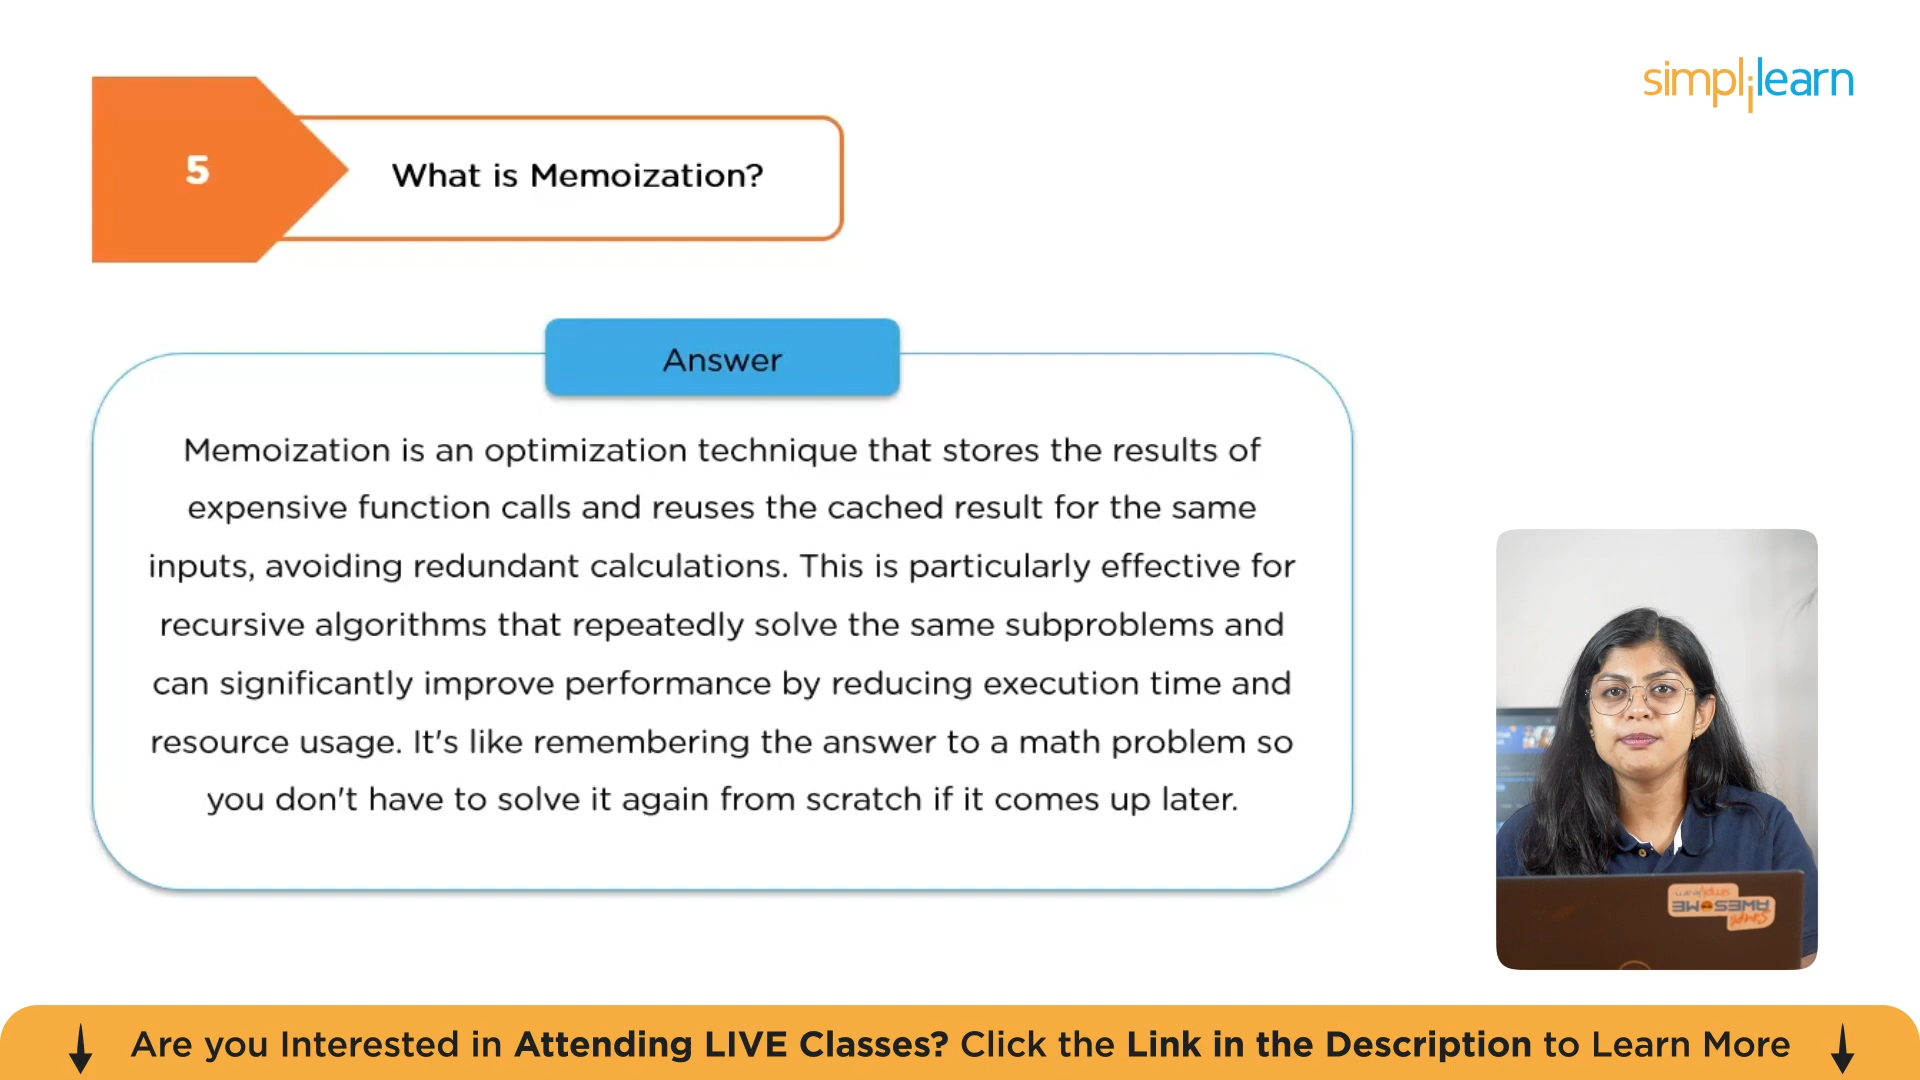 simplilearn
5
What is Memoization?
Answer
Memoization is an optimization technique that stores the results of
expensive function calls and reuses the cached result for the same
inputs, avoiding redundant calculations. This is particularly effective for
recursive algorithms that repeatedly solve the same subproblems and
can significantly improve performance by reducing execution time and
resource usage. It's like remembering the answer to a math problem so
you don't have to solve it again from scratch if it comes up later.
simplilearn
AWESOME
Simpli
Are you Interested in Attending LIVE Classes? Click the Link in the Description to Learn More